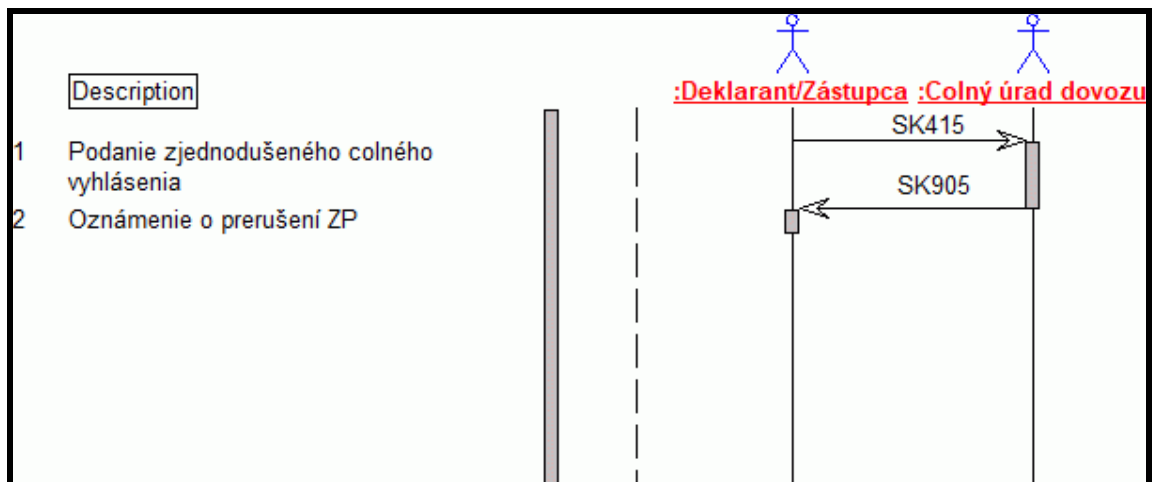 Description
:Deklarant/Zástupca :Colný úrad dovozu
SK415
1 Podanie zjednodušeného colného
vyhlásenia
SK905
2 Oznámenie o prerušení ZP